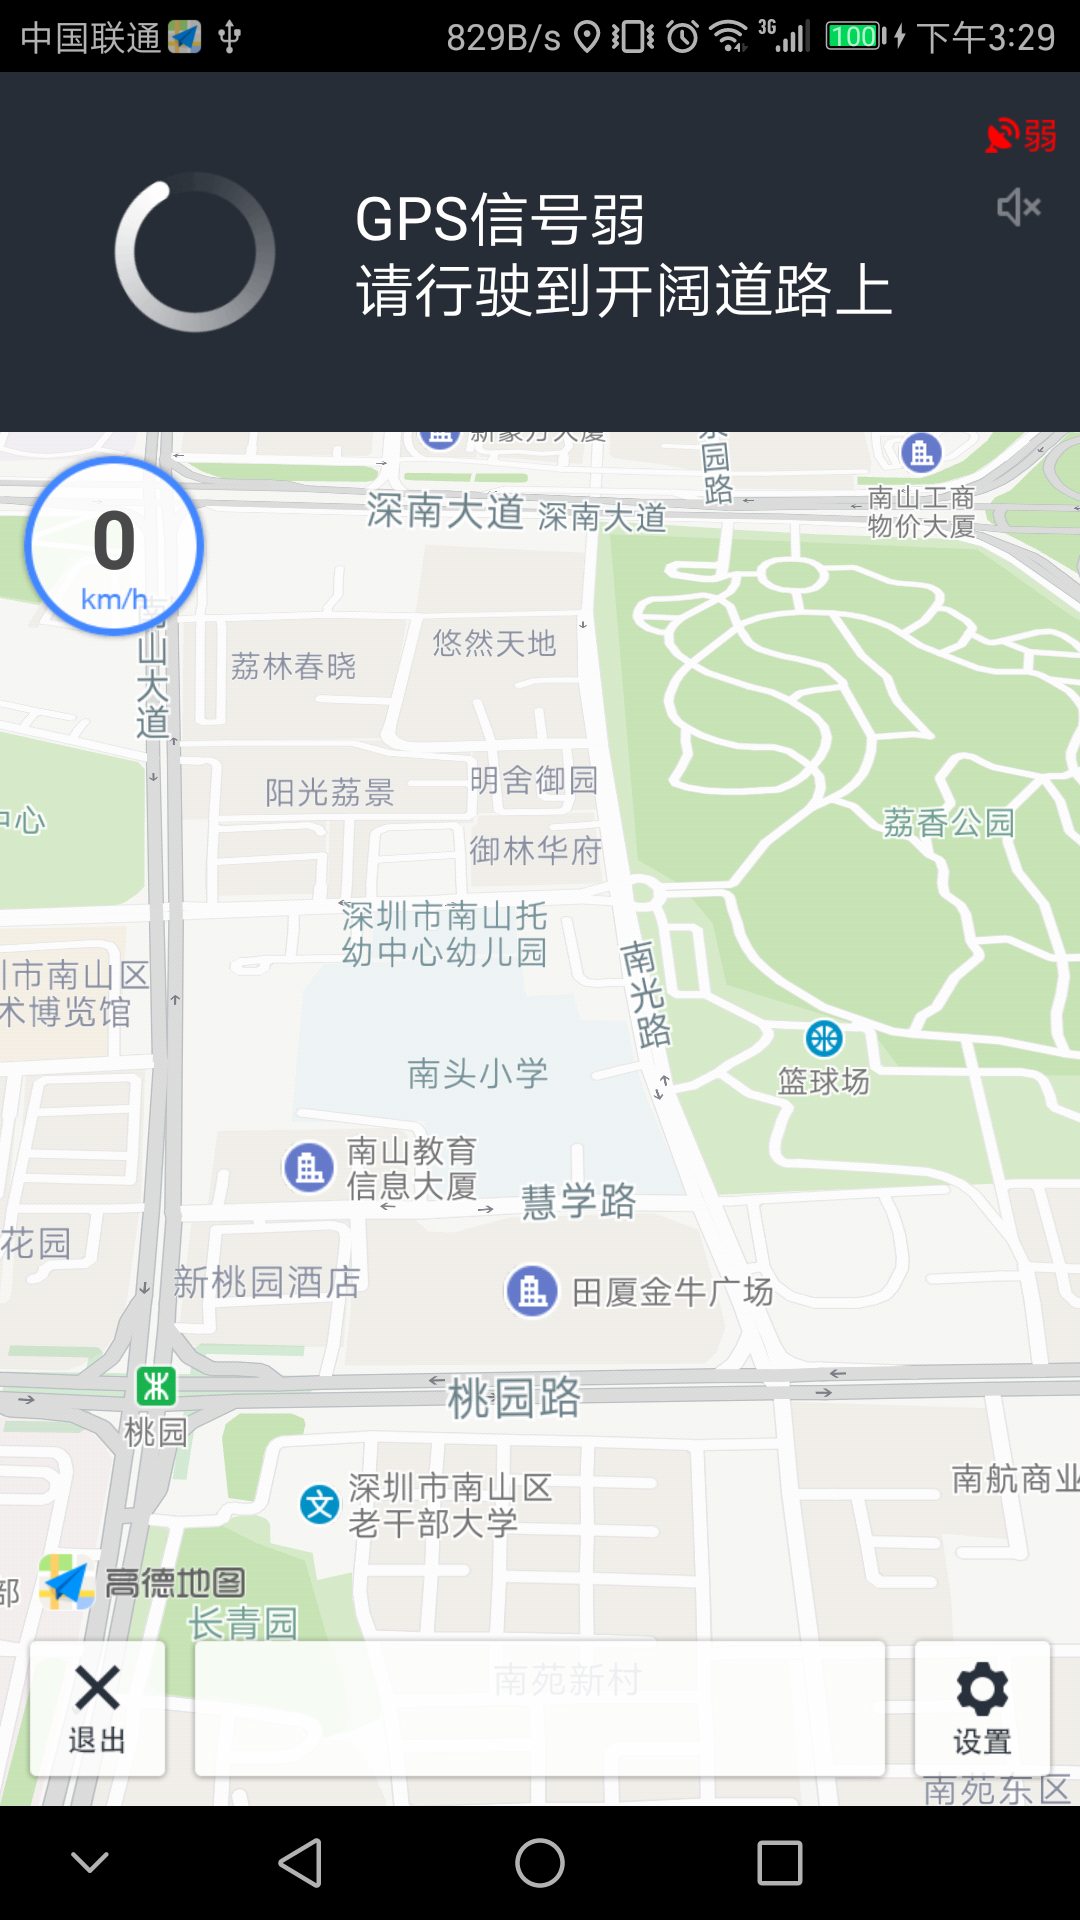 中国联通
829B/s 3G 100 下午3:29
弱
GPS信号弱
请行驶到开阔道路上
0
km/h
新豪方大厦
园路
南山工商
物价大厦
深南大道
深南大道
南山大道
悠然天地
荔林春晓
明舍御园
阳光荔景
中心
荔香公园
御林华府
深圳市南山托
幼中心幼儿园
南光路
圳市南山区
术博览馆
篮球场
南头小学
南山教育
信息大厦
慧学路
花园
新桃园酒店
田厦金牛广场
桃园路
桃园
南航商业
文
深圳市南山区
老干部大学
部
高德地图
长青园
南苑新村
退出
设置
南苑东区